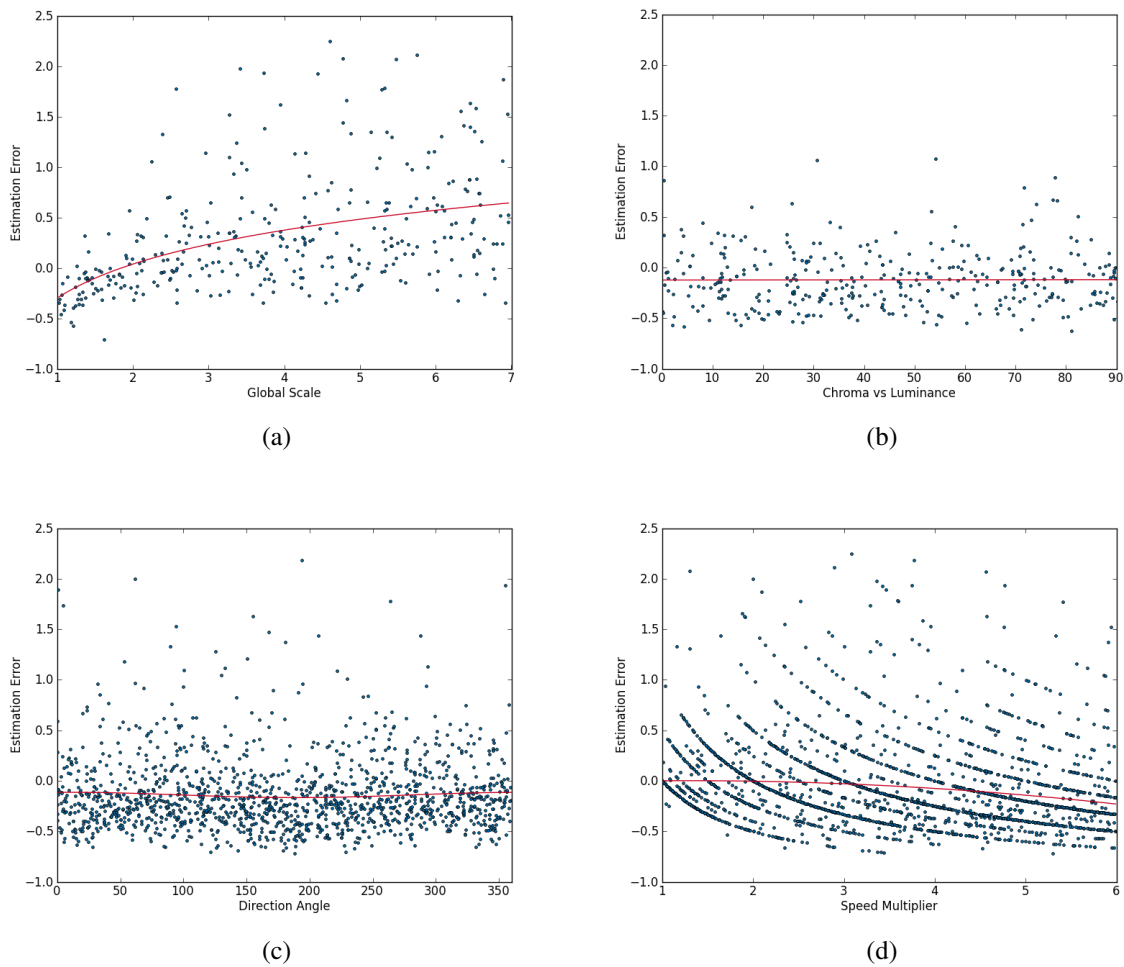 2.5
2.0
1.5
1.0
0.5
0.0
−0.5
−1.0
Estimation Error
1 2 3 4 5 6 7
Global Scale
(a)
2.5
2.0
1.5
1.0
0.5
0.0
−0.5
−1.0
Estimation Error
0 10 20 30 40 50 60 70 80 90
Chroma vs Luminance
(b)
2.5
2.0
1.5
1.0
0.5
0.0
−0.5
−1.0
Estimation Error
0 50 100 150 200 250 300 350
Direction Angle
(c)
2.5
2.0
1.5
1.0
0.5
0.0
−0.5
−1.0
Estimation Error
1 2 3 4 5 6
Speed Multiplier
(d)